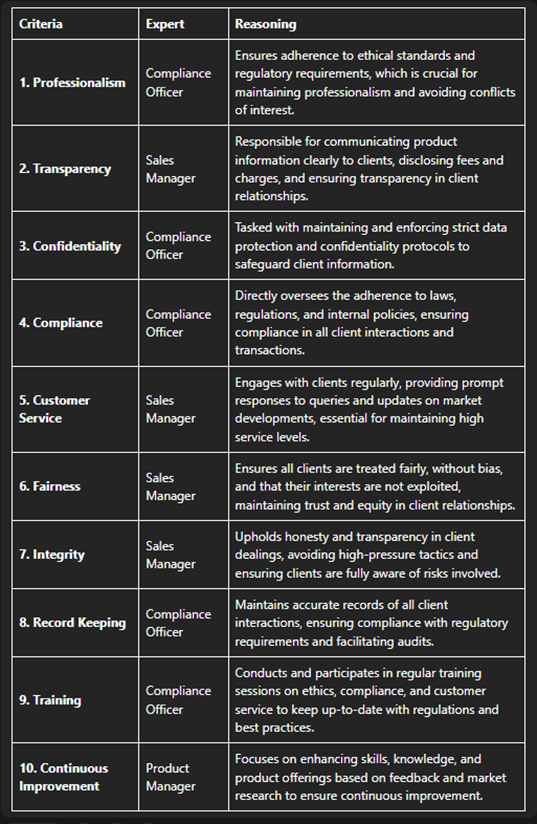 Criteria Expert Reasoning
1. Professionalism
Compliance
Officer
Ensures adherence to ethical standards and
regulatory requirements, which is crucial for
maintaining professionalism and avoiding conflicts
of interest.
2. Transparency
Sales
Manager
Responsible for communicating product
information clearly to clients, disclosing fees and
charges, and ensuring transparency in client
relationships.
3. Confidentiality
Compliance
Officer
Tasked with maintaining and enforcing strict data
protection and confidentiality protocols to
safeguard client information.
4. Compliance
Compliance
Officer
Directly oversees the adherence to laws,
regulations, and internal policies, ensuring
compliance in all client interactions and
transactions.
5. Customer
Service
Sales
Manager
Engages with clients regularly, providing prompt
responses to queries and updates on market
developments, essential for maintaining high
service levels.
6. Fairness
Sales
Manager
Ensures all clients are treated fairly, without bias,
and that their interests are not exploited,
maintaining trust and equity in client relationships.
7. Integrity
Sales
Manager
Upholds honesty and transparency in client
dealings, avoiding high-pressure tactics and
ensuring clients are fully aware of risks involved.
8. Record Keeping
Compliance
Officer
Maintains accurate records of all client
interactions, ensuring compliance with regulatory
requirements and facilitating audits.
9. Training
Compliance
Officer
Conducts and participates in regular training
sessions on ethics, compliance, and customer
service to keep up-to-date with regulations and
best practices.
10. Continuous
Improvement
Product
Manager
Focuses on enhancing skills, knowledge, and
product offerings based on feedback and market
research to ensure continuous improvement.